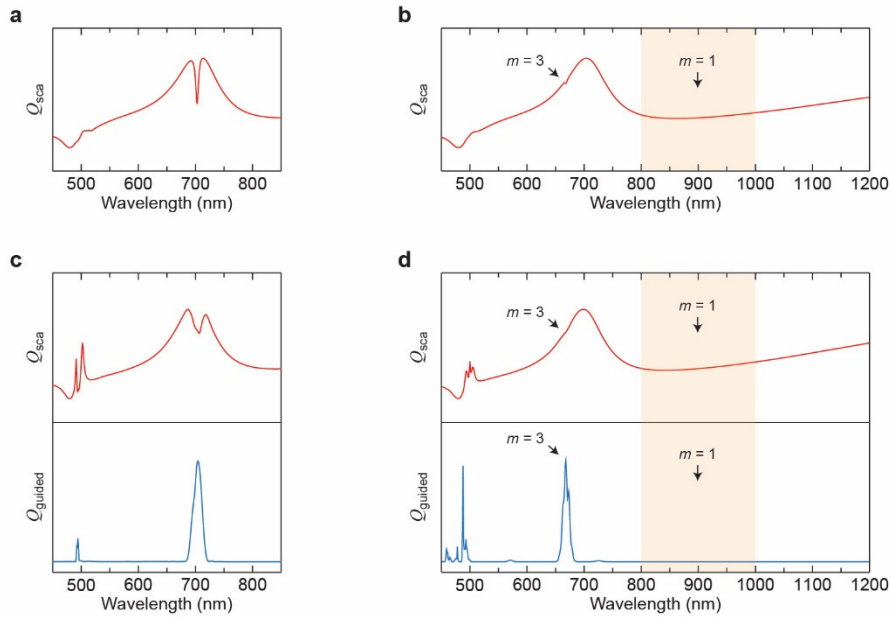 a
Qsca
500 600 700 800
Wavelength (nm)
b
m = 3
m = 1
Qsca
500 600 700 800 900 1000 1100 1200
Wavelength (nm)
c
Qsca
Qguided
500 600 700 800
Wavelength (nm)
d
m = 3
m = 1
Qsca
m = 3
m = 1
Qguided
500 600 700 800 900 1000 1100 1200
Wavelength (nm)